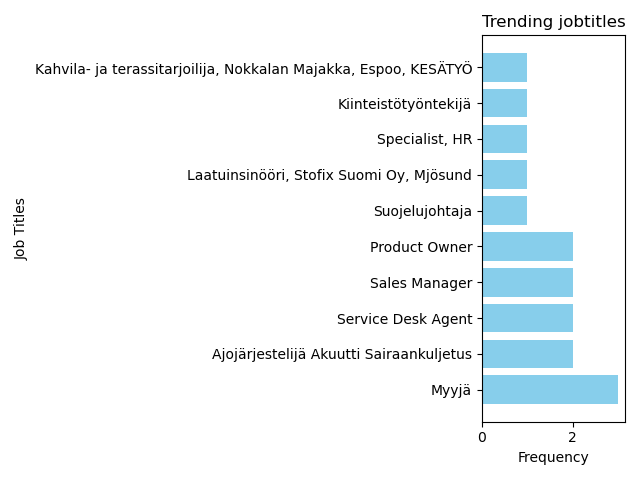 Trending jobtitles
Kahvila- ja terassitarjoilija, Nokkalan Majakka, Espoo, KESÄTYÖ
Kiinteistötyöntekijä
Specialist, HR
Laatuinsinööri, Stofix Suomi Oy, Mjösund
Suojelujohtaja
Product Owner
Sales Manager
Service Desk Agent
Ajojärjestelijä Akuutti Sairaankuljetus
Myyjä
Job Titles
0 2
Frequency